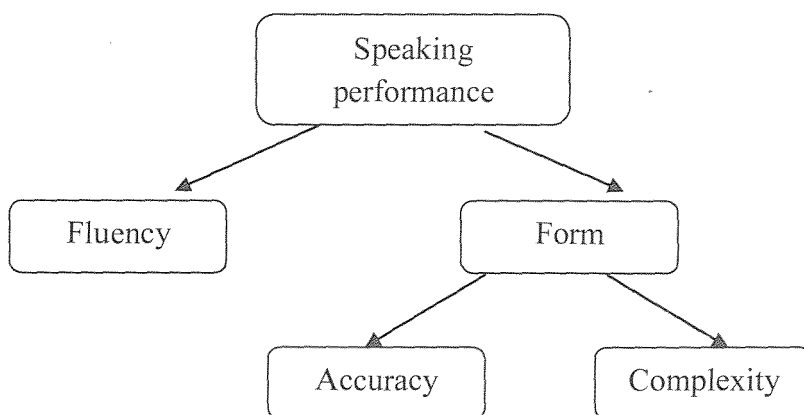 Speaking
performance
Fluency
Form
Accuracy
Complexity